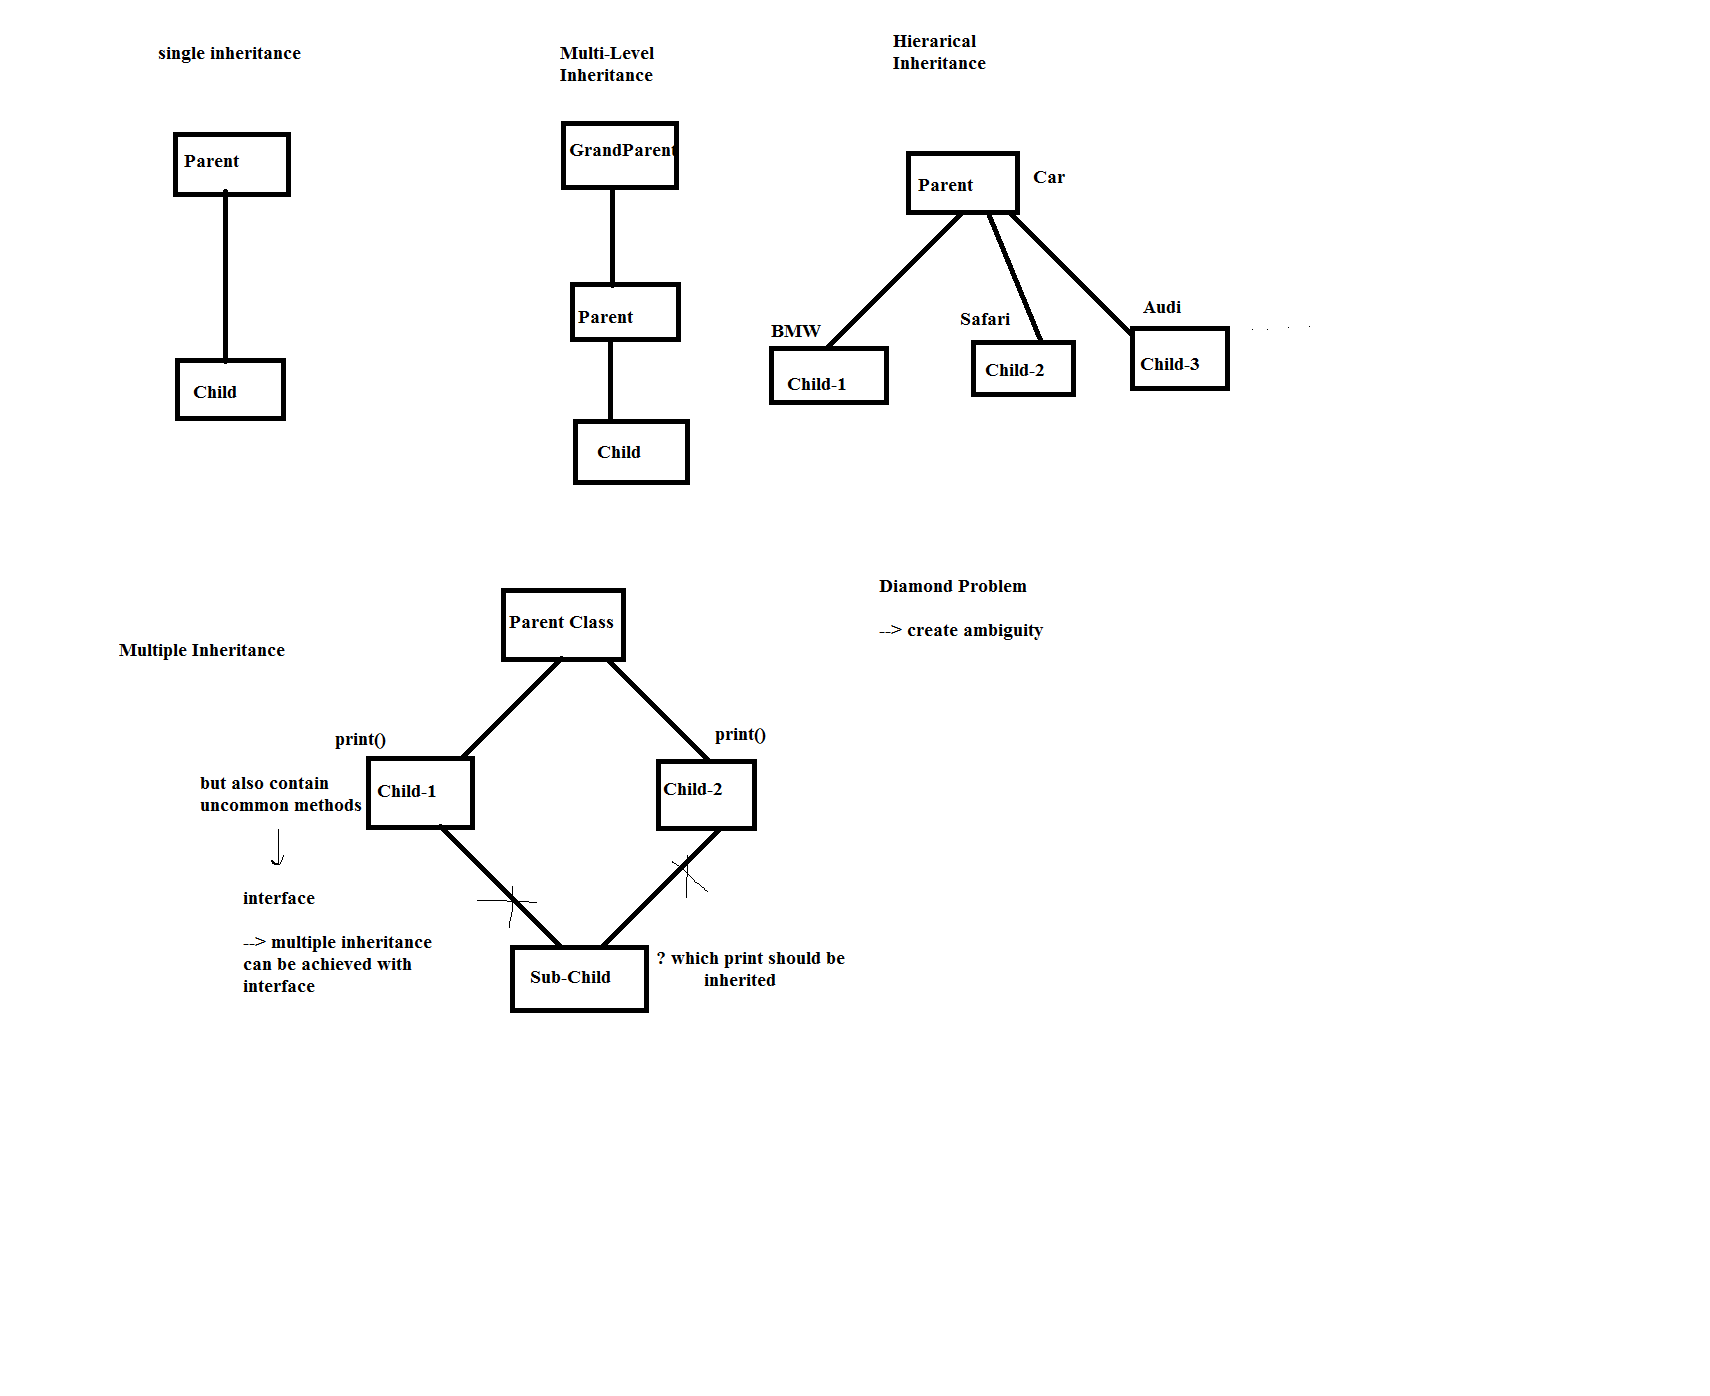 single inheritance
Multi-Level
Inheritance
Hierarical
Inheritance
Parent
Child
GrandParent
Parent
Child
Parent
Car
BMW
Safari
Audi
Child-1
Child-2
Child-3
Multiple Inheritance
Parent Class
Diamond Problem
--> create ambiguity
print()
print()
but also contain
uncommon methods
Child-1
Child-2
interface
--> multiple inheritance
can be achieved with
interface
Sub-Child
? which print should be
inherited